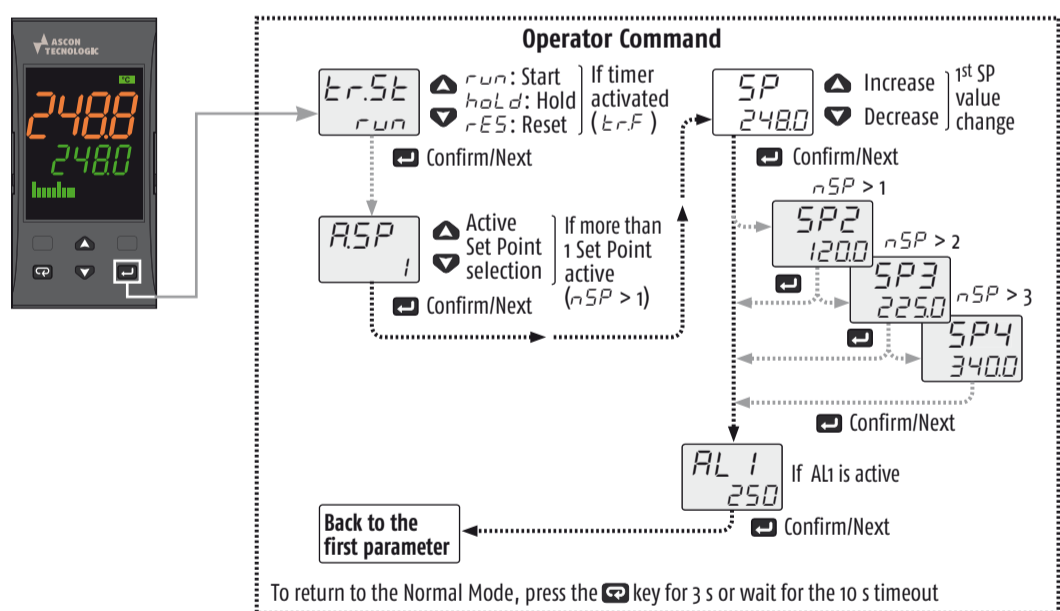 ASCON
TECNOLOGIC
°C
248.8
248.0
Operator Command
tr.St
run
run: Start
hoLd: Hold
rES: Reset
If timer
activated
(tr.F)
Confirm/Next
A.SP
1
Active
Set Point
selection
If more than
1 Set Point
active
(nSP > 1)
Confirm/Next
SP
248.0
Increase
Decrease
1st SP
value
change
Confirm/Next
nSP > 1
SP2
120.0
nSP > 2
SP3
225.0
nSP > 3
SP4
340.0
Confirm/Next
AL 1
250
If AL1 is active
Confirm/Next
Back to the
first parameter
To return to the Normal Mode, press the key for 3 s or wait for the 10 s timeout